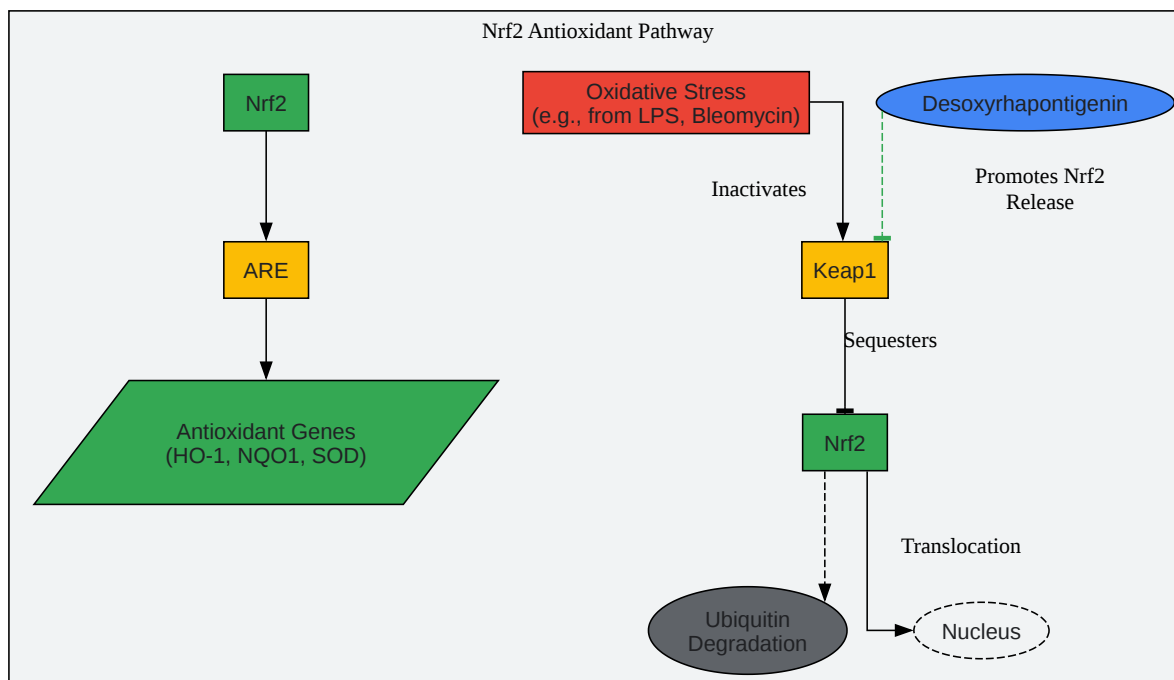 Nrf2 Antioxidant Pathway
Nrf2
Oxidative Stress
(e.g., from LPS, Bleomycin)
Desoxyrhapontigenin
Inactivates
Promotes Nrf2
Release
ARE
Keap1
Sequesters
Antioxidant Genes
(HO-1, NQO1, SOD)
Nrf2
Translocation
Ubiquitin
Degradation
Nucleus